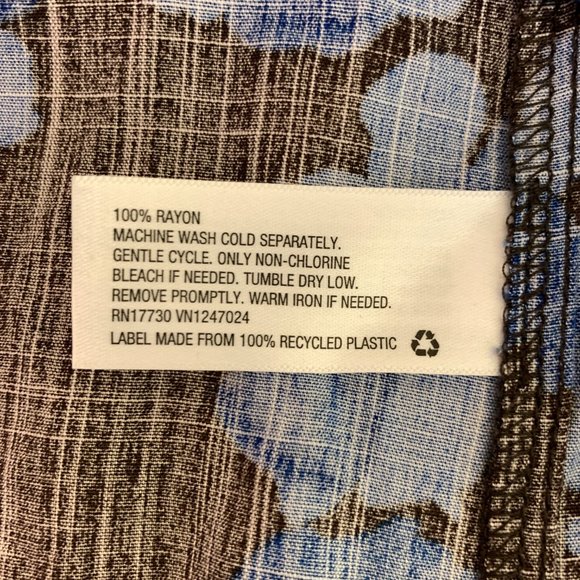 100% RAYON
MACHINE WASH COLD SEPARATELY.
GENTLE CYCLE. ONLY NON-CHLORINE
BLEACH IF NEEDED. TUMBLE DRY LOW.
REMOVE PROMPTLY. WARM IRON IF NEEDED.
RN17730 VN1247024
LABEL MADE FROM 100% RECYCLED PLASTIC